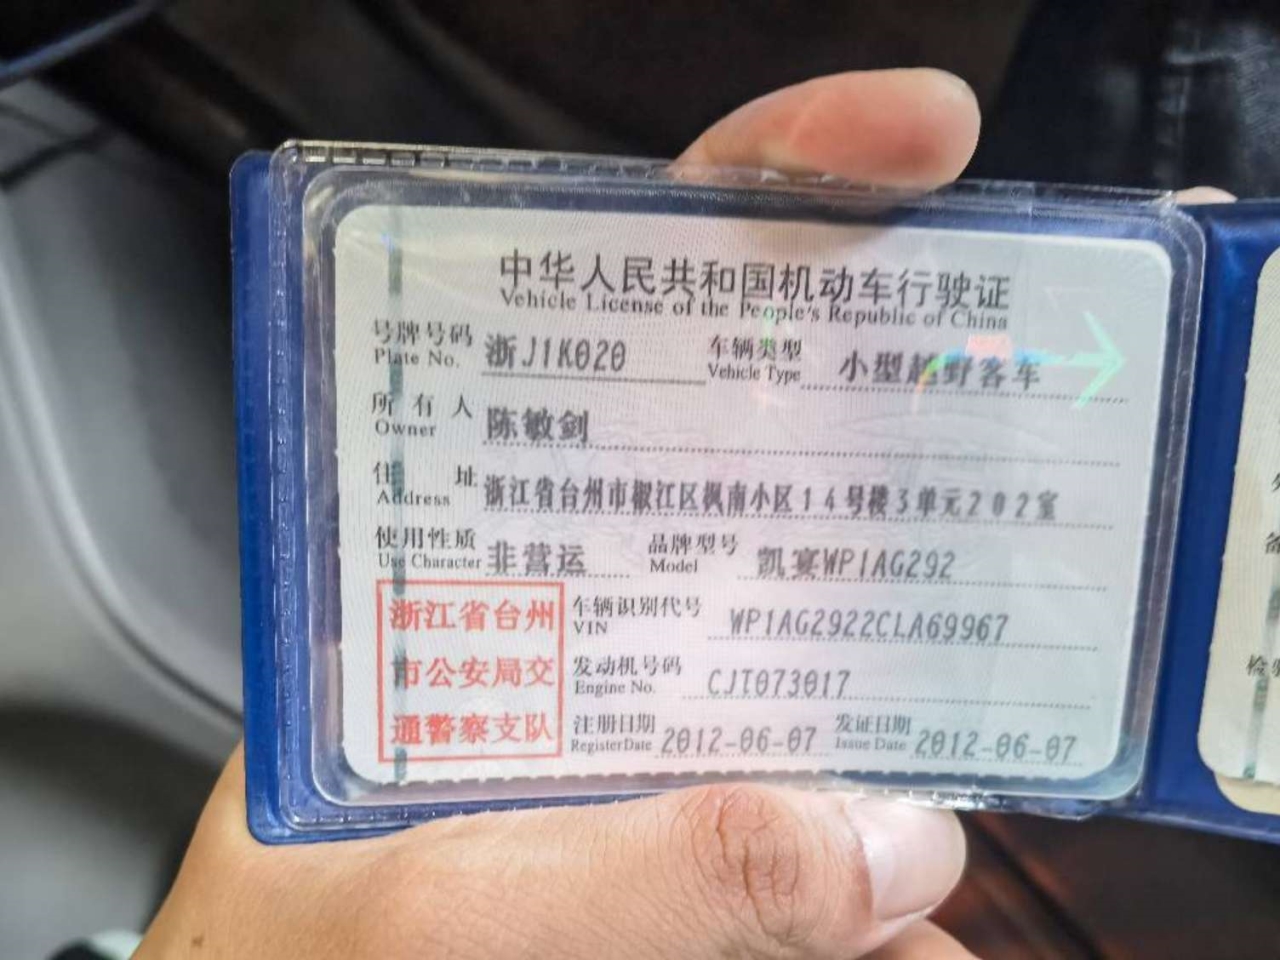 中华人民共和国机动车行驶证
Vehicle License of the People's Republic of China
号牌号码 浙J1K020 车辆类型 小型越野客车
Plate No. Vehicle Type
所有人 陈敏剑
Owner
住址 浙江省台州市椒江区枫南小区14号楼3单元202室
Address
使用性质 非营运 品牌型号 凯宴WP1AG292
Use Character Model
浙江省台州
市公安局交
通警察支队
车辆识别代号 WP1AG2922CLA69967
VIN
发动机号码 CJT073017
Engine No.
注册日期 2012-06-07 发证日期 2012-06-07
Register Date Issue Date